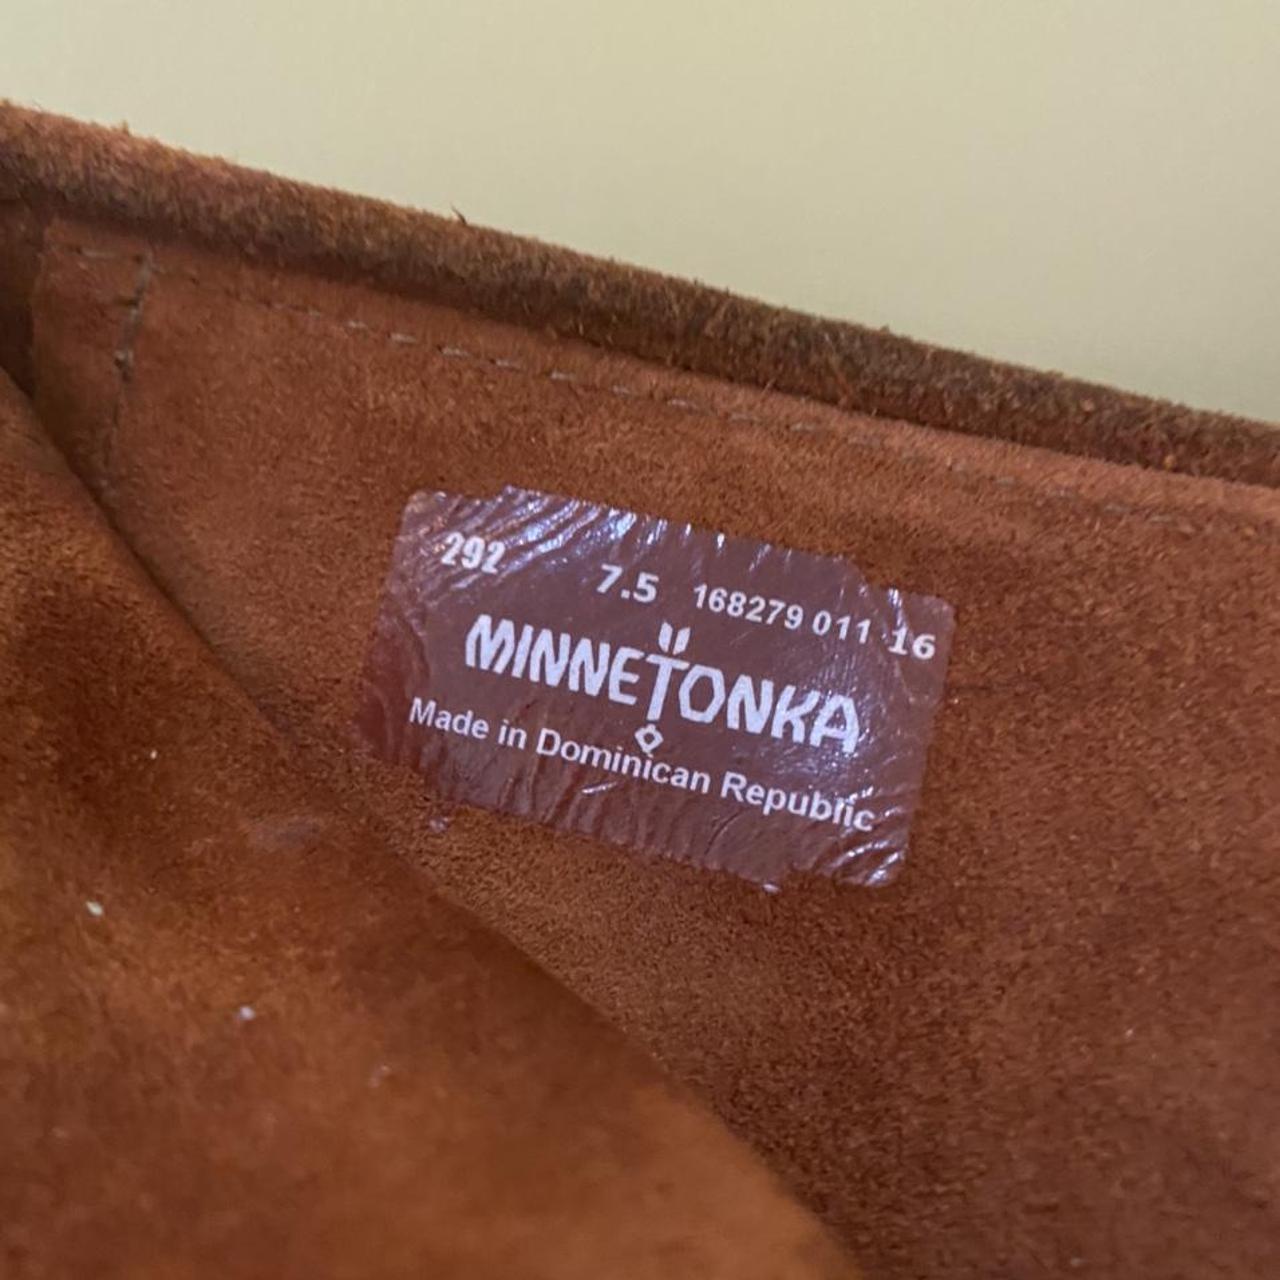 292 7.5 168279 011 16
MINNETONKA
Made in Dominican Republic